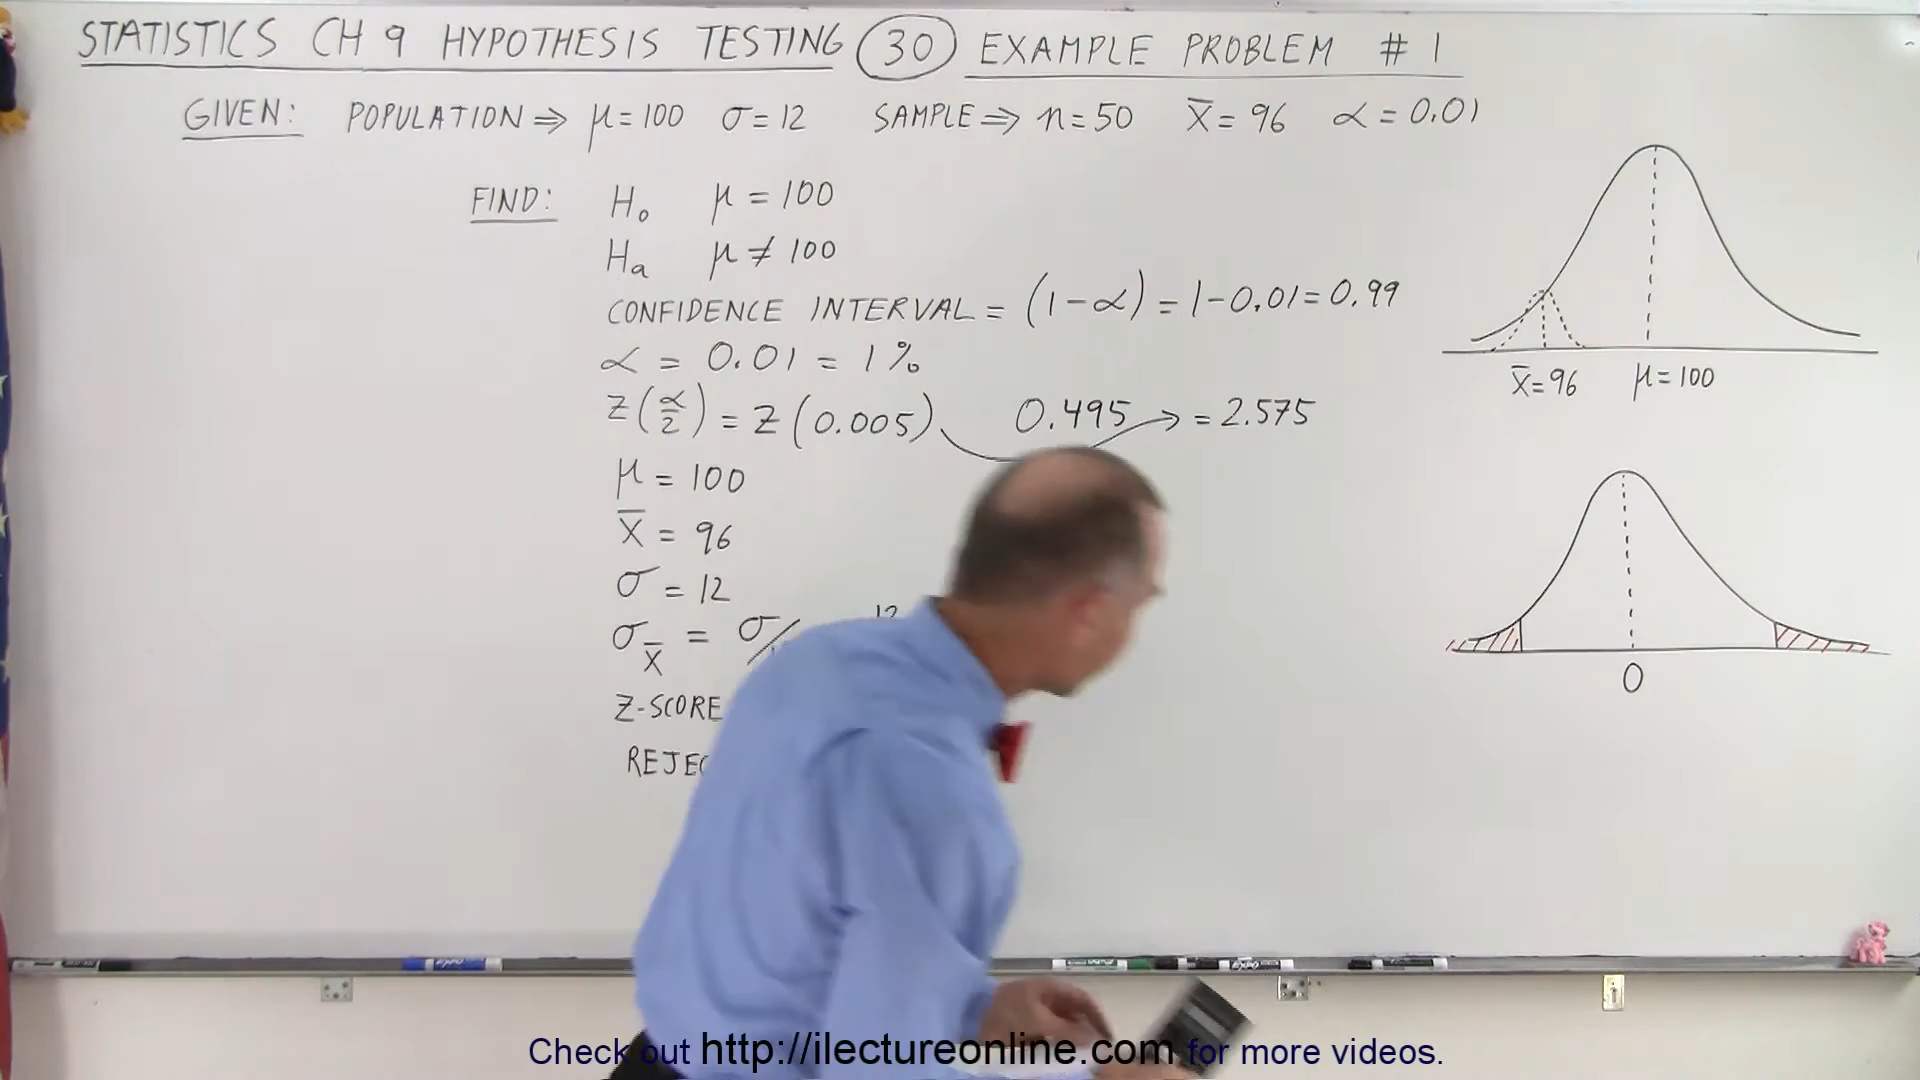 STATISTICS CH 9 HYPOTHESIS TESTING 30 EXAMPLE PROBLEM # 1
GIVEN: POPULATION ⇒ μ=100 σ=12 SAMPLE ⇒ n=50 x̄=96 α=0.01
FIND: H₀ μ = 100
Hₐ μ ≠ 100
CONFIDENCE INTERVAL = (1-α) = 1-0.01=0.99
α = 0.01 = 1%
Z(α/2) = Z(0.005) 0.495 → = 2.575
μ = 100
x̄ = 96
σ = 12
σx̄ = σ/ 12
Z-SCORE
x̄=96 μ=100
0
Check out http://ilectureonline.com for more videos.